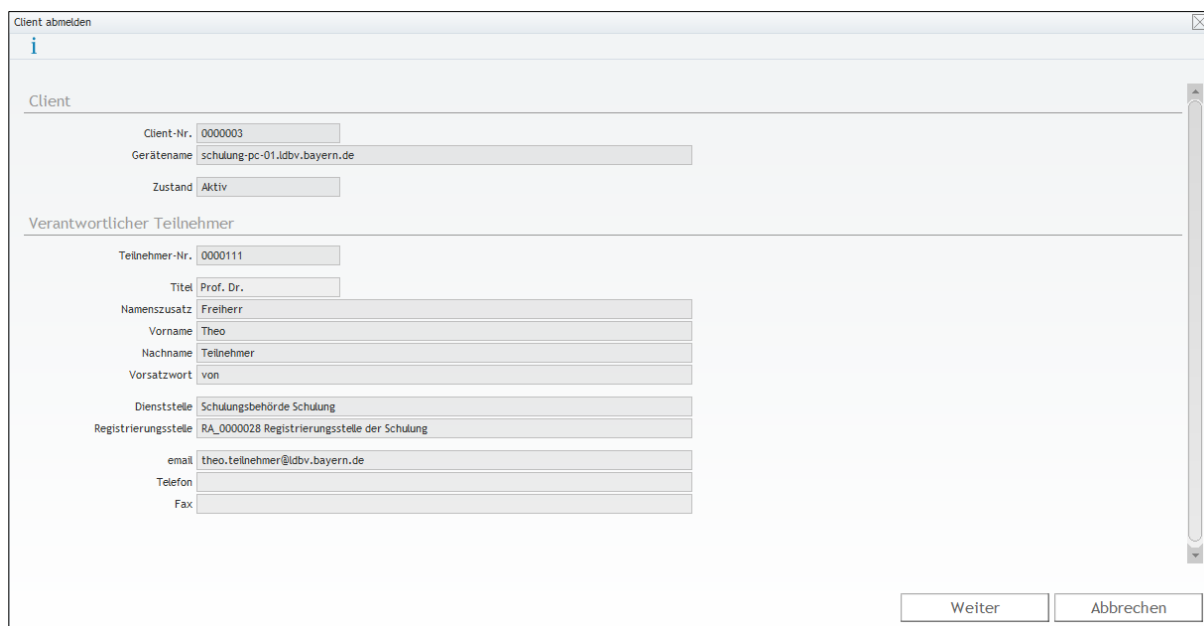 Client abmelden
i
Client
Client-Nr. 0000003
Gerätename schulung-pc-01.ldbv.bayern.de
Zustand Aktiv
Verantwortlicher Teilnehmer
Teilnehmer-Nr. 0000111
Titel Prof. Dr.
Namenszusatz Freiherr
Vorname Theo
Nachname Teilnehmer
Vorsatzwort von
Dienststelle Schulungsbehörde Schulung
Registrierungsstelle RA_0000028 Registrierungsstelle der Schulung
email theo.teilnehmer@ldbv.bayern.de
Telefon
Fax
Weiter Abbrechen